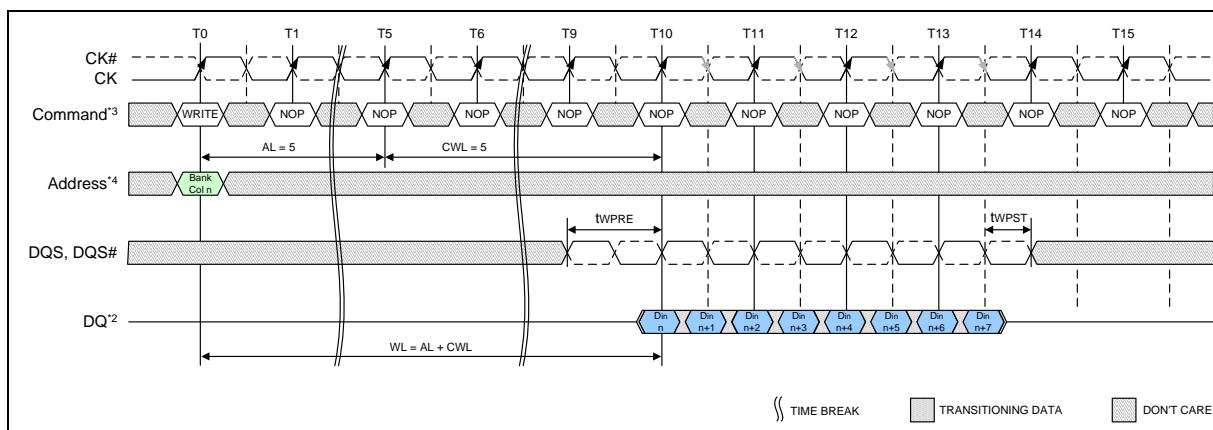 T0 T1 T5 T6 T9 T10 T11 T12 T13 T14 T15
CK#
CK
Command*3 WRITE NOP NOP NOP NOP NOP NOP NOP NOP NOP NOP
AL = 5 CWL = 5
Address*4 Bank
Col n
tWPRE tWPST
DQS, DQS#
DQ*2 Din Din Din Din Din Din Din Din
n n+1 n+2 n+3 n+4 n+5 n+6 n+7
WL = AL + CWL
TIME BREAK TRANSITIONING DATA DON'T CARE